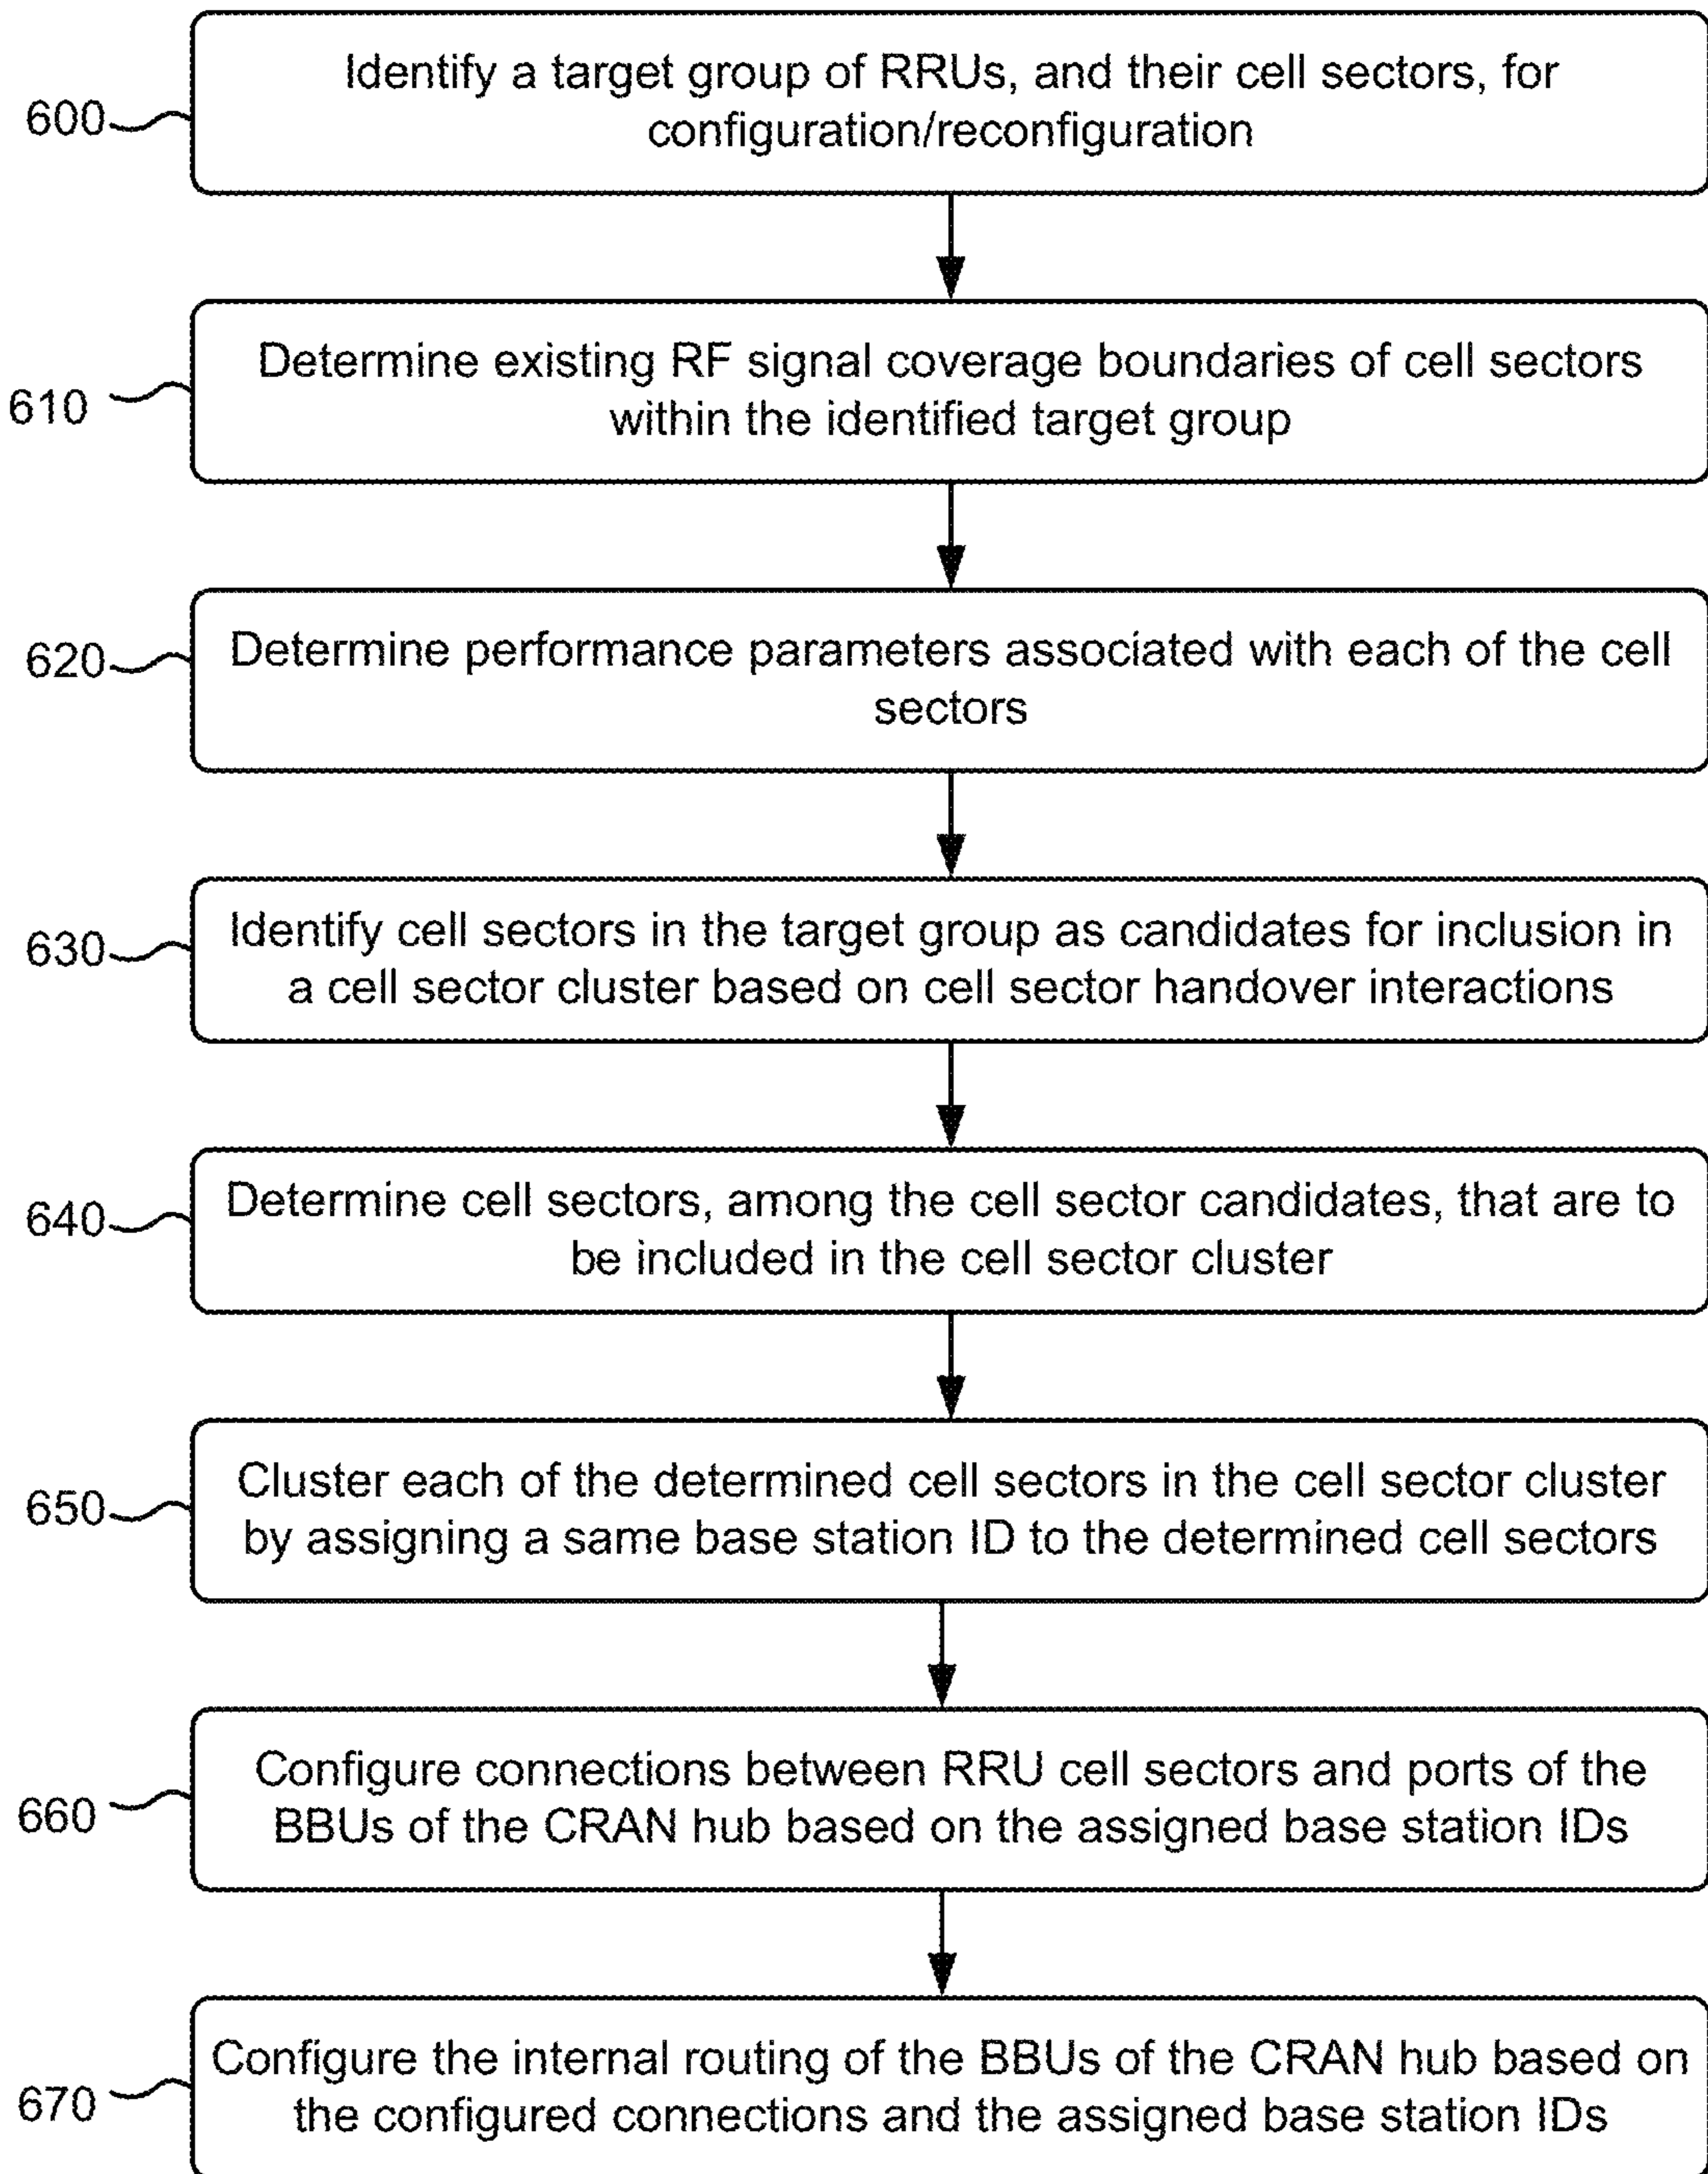 600
Identify a target group of RRUs, and their cell sectors, for
configuration/reconfiguration
610
Determine existing RF signal coverage boundaries of cell sectors
within the identified target group
620
Determine performance parameters associated with each of the cell
sectors
630
Identify cell sectors in the target group as candidates for inclusion in
a cell sector cluster based on cell sector handover interactions
640
Determine cell sectors, among the cell sector candidates, that are to
be included in the cell sector cluster
650
Cluster each of the determined cell sectors in the cell sector cluster
by assigning a same base station ID to the determined cell sectors
660
Configure connections between RRU cell sectors and ports of the
BBUs of the CRAN hub based on the assigned base station IDs
670
Configure the internal routing of the BBUs of the CRAN hub based on
the configured connections and the assigned base station IDs